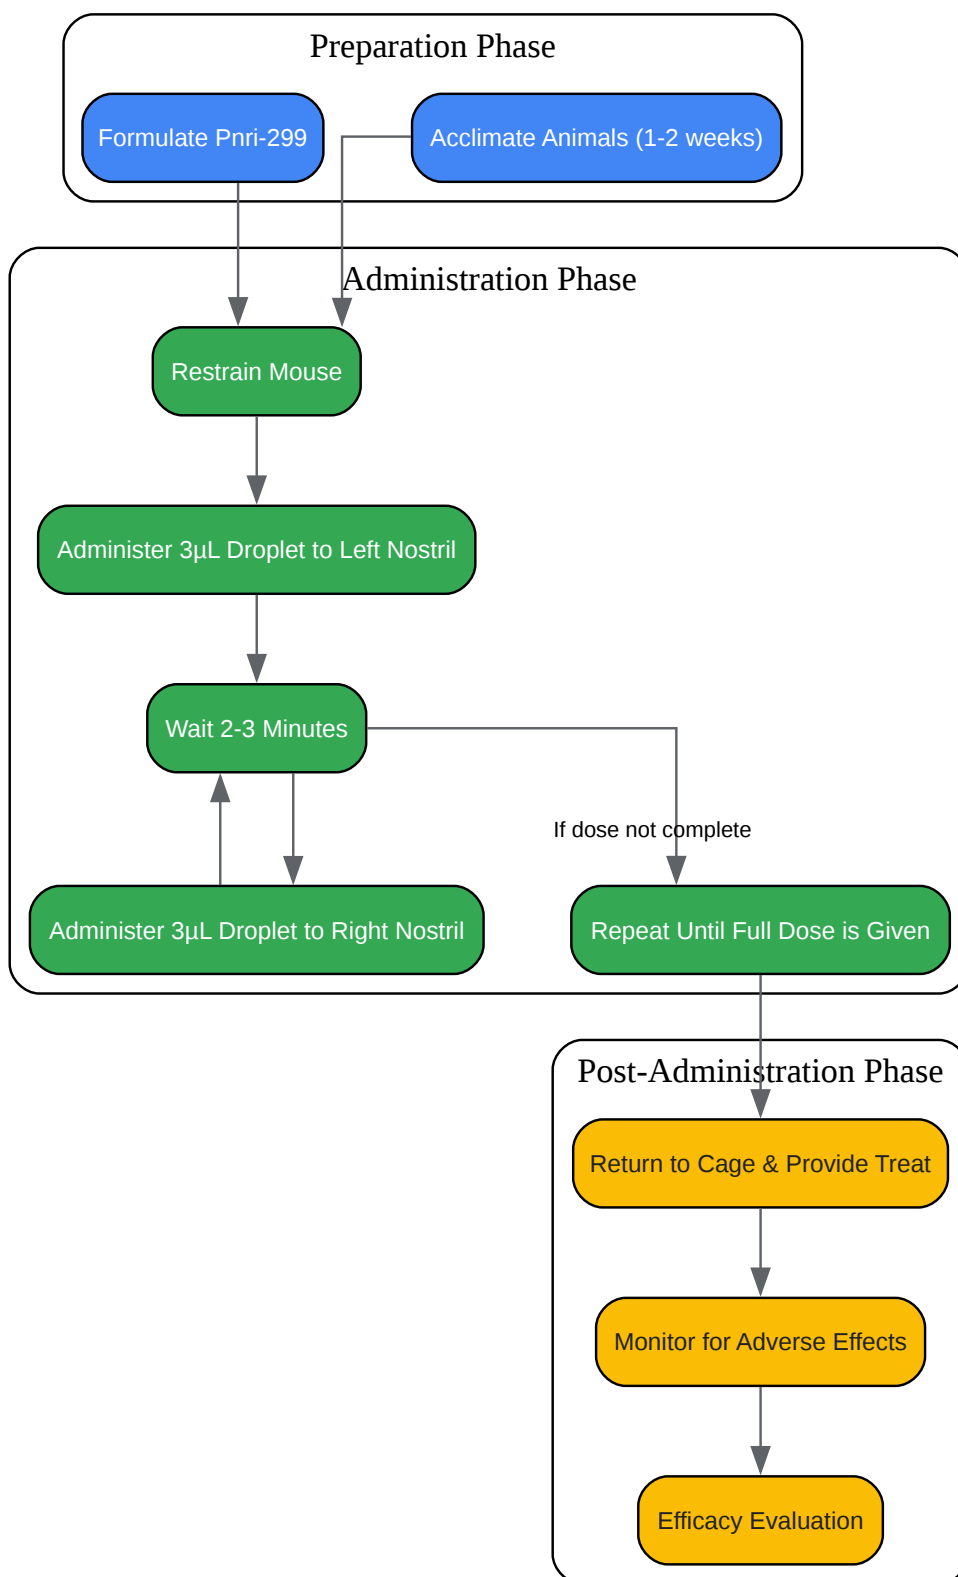 Preparation Phase
Formulate Pnri-299
Acclimate Animals (1-2 weeks)
Administration Phase
Restrain Mouse
Administer 3µL Droplet to Left Nostril
Wait 2-3 Minutes
If dose not complete
Administer 3µL Droplet to Right Nostril
Repeat Until Full Dose is Given
Post-Administration Phase
Return to Cage & Provide Treat
Monitor for Adverse Effects
Efficacy Evaluation